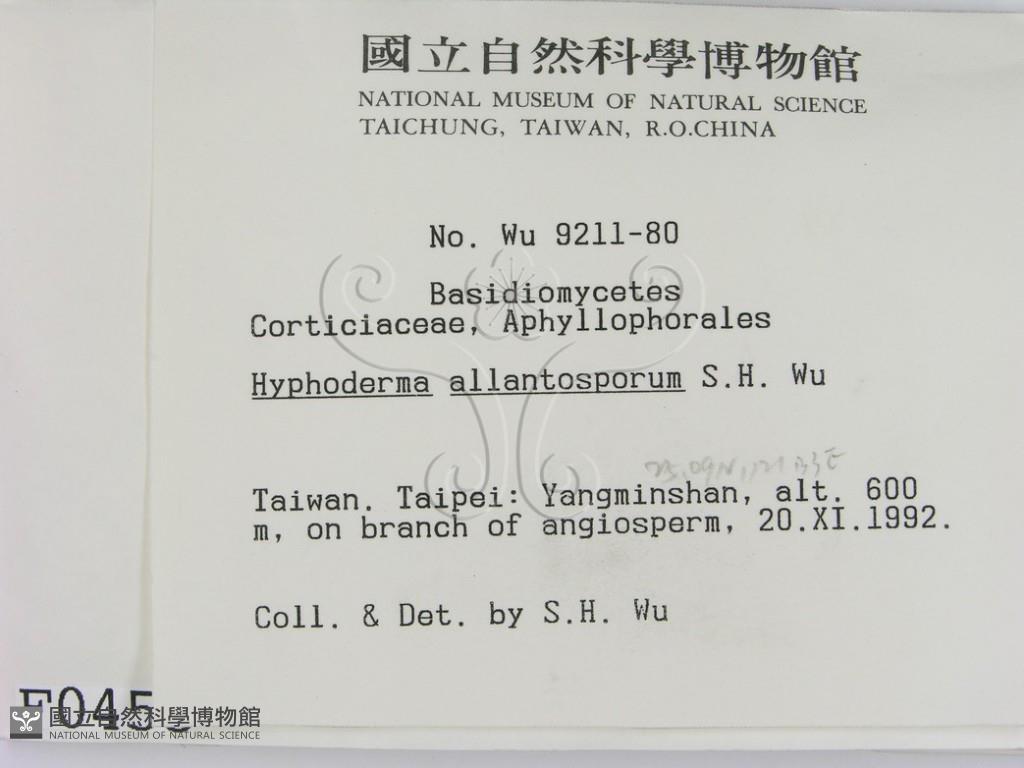 國立自然科學博物館
NATIONAL MUSEUM OF NATURAL SCIENCE
TAICHUNG, TAIWAN, R.O.CHINA
No. Wu 9211-80
Basidiomycetes
Corticiaceae, Aphyllophorales
Hyphoderma allantosporum S.H. Wu
Taiwan. Taipei: Yangminshan, alt. 600
m, on branch of angiosperm, 20.XI.1992.
Coll. & Det. by S.H. Wu
國立自然科學博物館
NATIONAL MUSEUM OF NATURAL SCIENCE